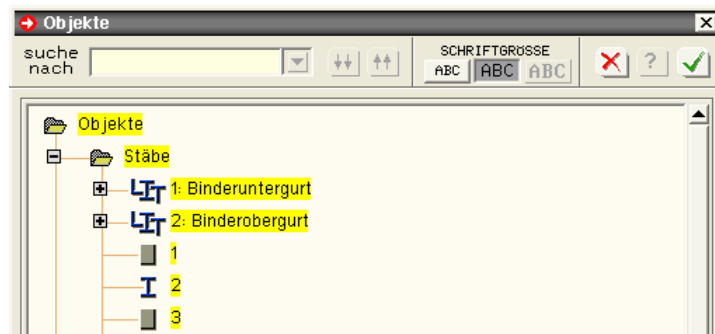 Objekte
suche
nach
SCHRIFTGRÖSSE
ABC ABC ABC
?
Objekte
Stäbe
1: Binderuntergurt
2: Binderobergurt
1
2
3